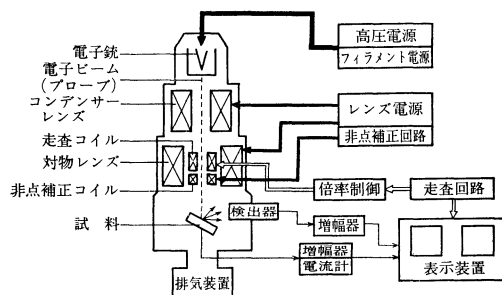 電子銃
電子ビーム
(プローブ)
コンデンサー
レンズ
走査コイル
対物レンズ
非点補正コイル
試料
高圧電源
フィラメント電源
レンズ電源
非点補正回路
倍率制御
走査回路
検出器
増幅器
増幅器
電流計
表示装置
排気装置